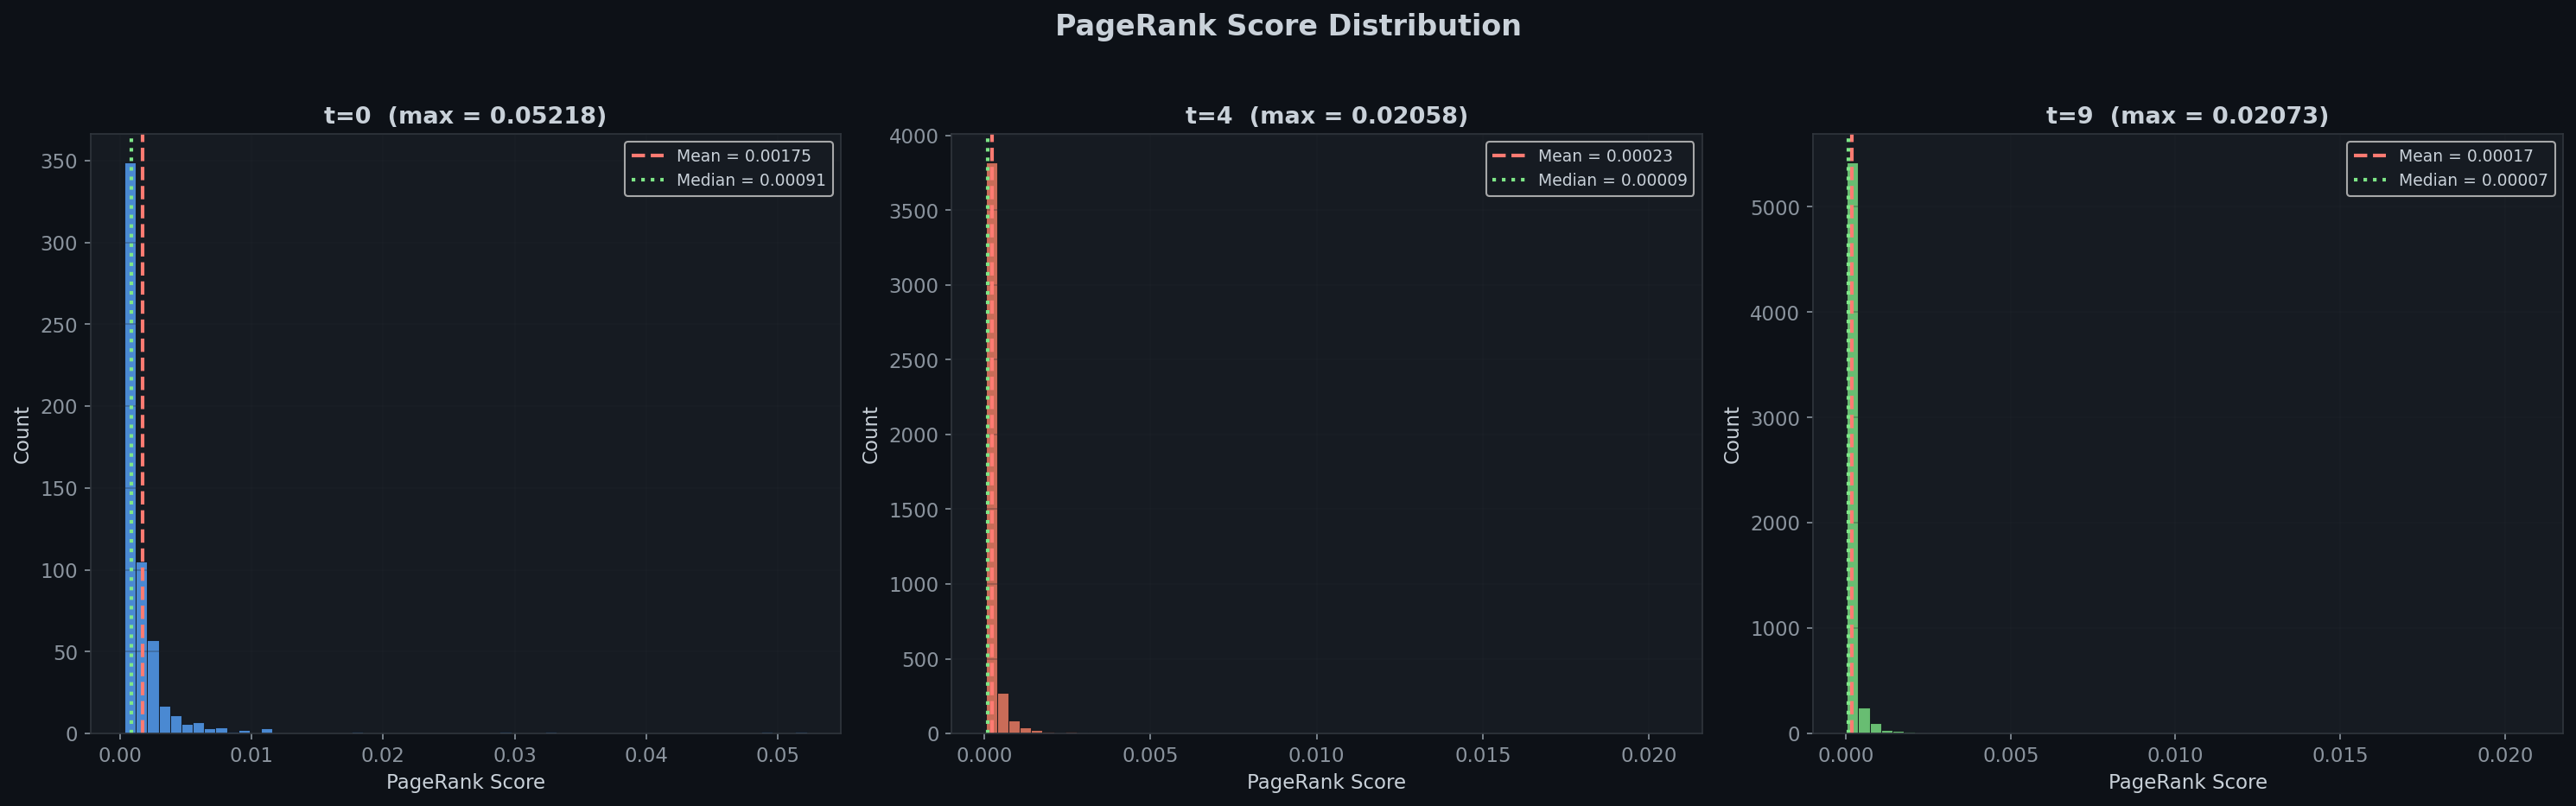 PageRank Score Distribution
t=0  (max = 0.05218)
Mean = 0.00175
Median = 0.00091
350
300
250
200
150
100
50
0
Count
0.00
0.01
0.02
0.03
0.04
0.05
PageRank Score
t=4  (max = 0.02058)
Mean = 0.00023
Median = 0.00009
4000
3500
3000
2500
2000
1500
1000
500
0
Count
0.000
0.005
0.010
0.015
0.020
PageRank Score
t=9  (max = 0.02073)
Mean = 0.00017
Median = 0.00007
5000
4000
3000
2000
1000
0
Count
0.000
0.005
0.010
0.015
0.020
PageRank Score